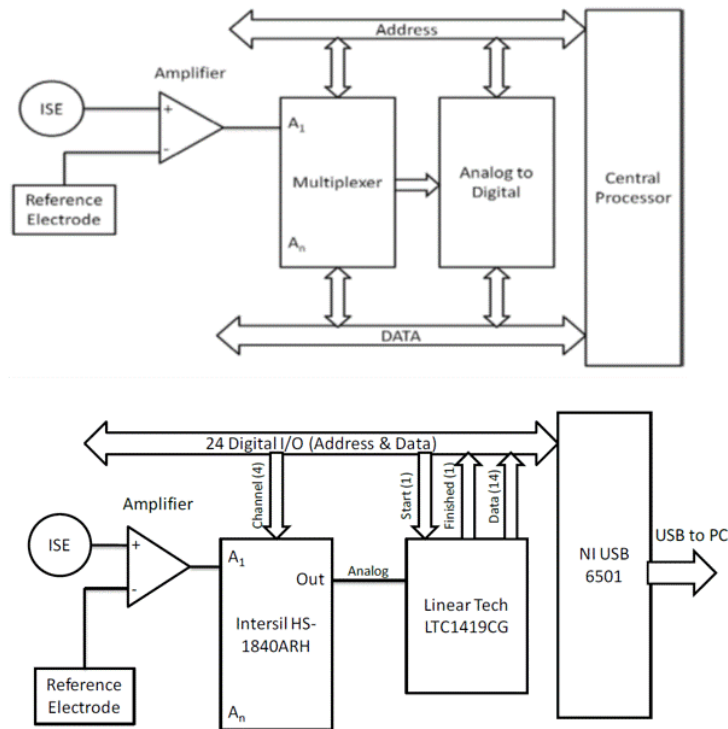 Address
Amplifier
ISE
+
-
Reference
Electrode
A1
Multiplexer
An
Analog to
Digital
Central
Processor
DATA
24 Digital I/O (Address & Data)
Channel (4)
Start (1)
Finished (1)
Data (14)
Amplifier
ISE
+
-
Reference
Electrode
A1
Out
Intersil HS-
1840ARH
An
Analog
Linear Tech
LTC1419CG
NI USB
6501
USB to PC